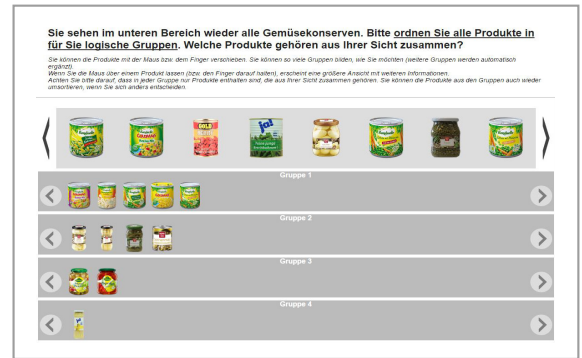 Sie sehen im unteren Bereich wieder alle Gemüsekonserven. Bitte ordnen Sie alle Produkte in
für Sie logische Gruppen. Welche Produkte gehören aus Ihrer Sicht zusammen?
Sie können die Produkte mit der Maus bzw. dem Finger verschieben. Sie können so viele Gruppen bilden, wie Sie möchten (weitere Gruppen werden automatisch
ergänzt).
Wenn Sie die Maus über einem Produkt lassen (bzw. den Finger darauf halten), erscheint eine größere Ansicht mit weiteren Informationen.
Achten Sie bitte darauf, dass in jeder Gruppe nur Produkte enthalten sind, die aus Ihrer Sicht zusammen gehören. Sie können die Produkte aus den Gruppen auch wieder
umsortieren, wenn Sie sich anders entscheiden.
GOLD
ja!
Gruppe 1
Gruppe 2
Gruppe 3
Gruppe 4